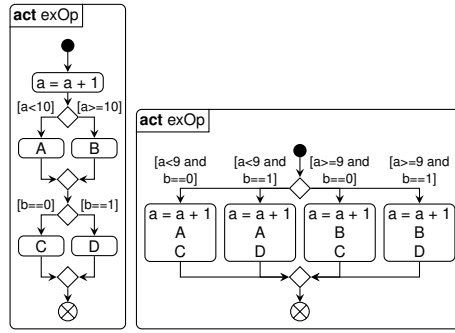 act exOp
a = a + 1
[a<10] [a>=10]
A B
[b==0] [b==1]
C D
act exOp
[a<9 and [a<9 and [a>=9 and [a>=9 and
b==0] b==1] b==0] b==1]
a = a + 1 a = a + 1 a = a + 1 a = a + 1
A A B B
C D C D